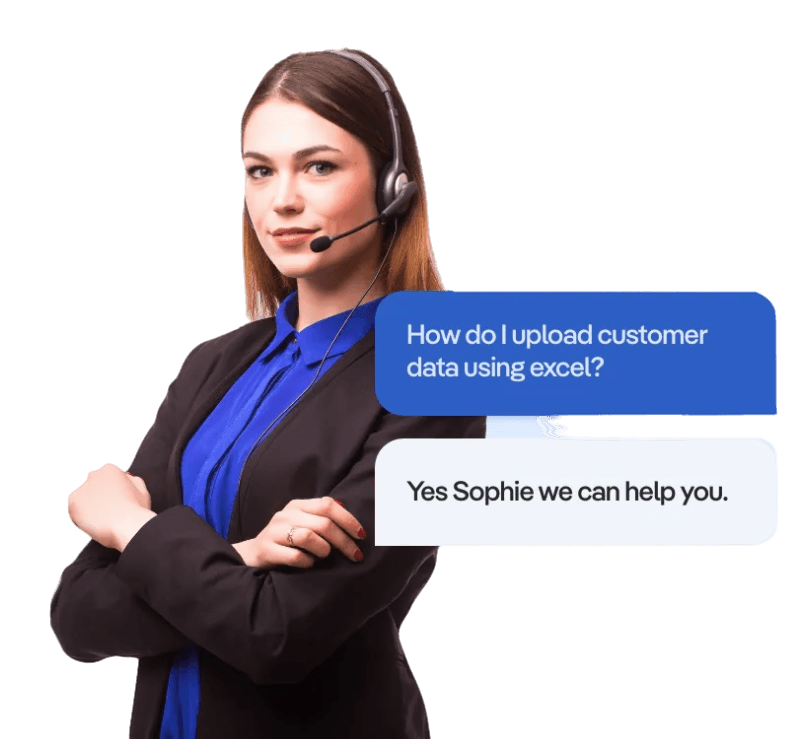 How do I upload customer
data using excel?
Yes Sophie we can help you.